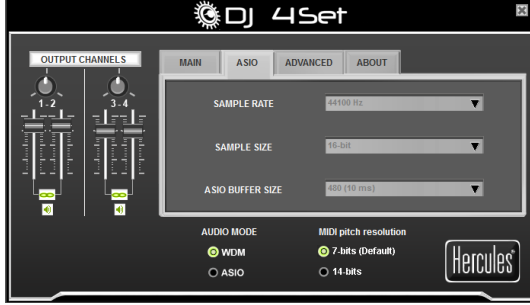 DJ 4Set
OUTPUT CHANNELS
1 - 2
3 - 4
MAIN
ASIO
ADVANCED
ABOUT
SAMPLE RATE
44100 Hz
SAMPLE SIZE
16-bit
ASIO BUFFER SIZE
480 (10 ms)
AUDIO MODE
WDM
ASIO
MIDI pitch resolution
7-bits (Default)
14-bits
Hercules